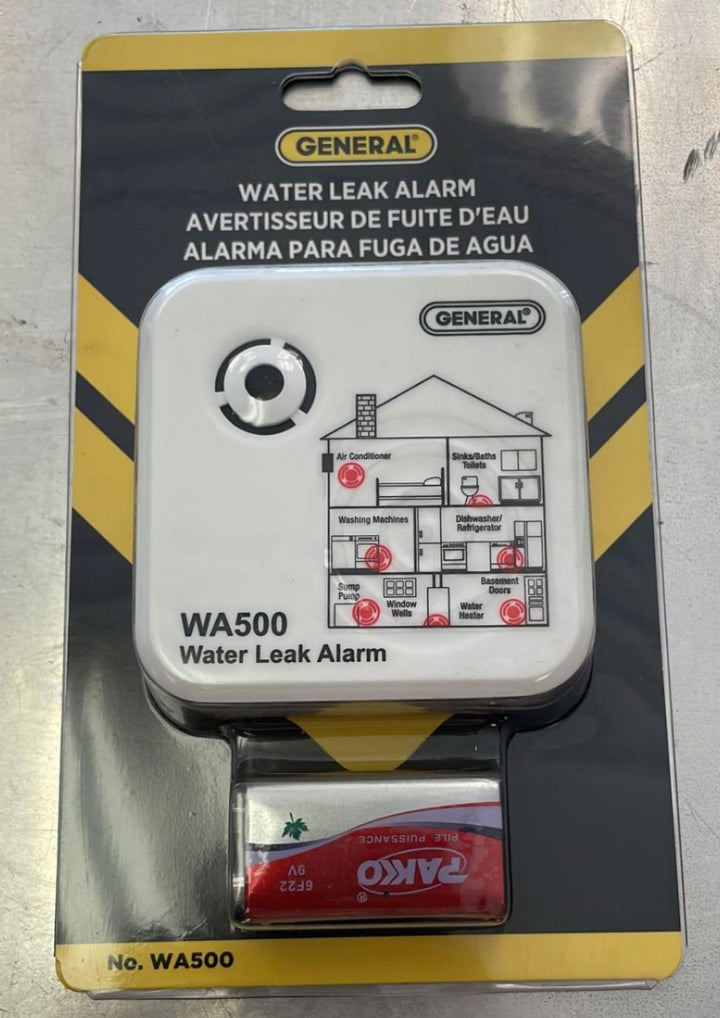 GENERAL®
WATER LEAK ALARM
AVERTISSEUR DE FUITE D'EAU
ALARMA PARA FUGA DE AGUA
GENERAL®
Air Conditioner
Sinks/Baths
Toilets
Washing Machines
Dishwasher/
Refrigerator
Sump
Pump
Window
Wells
Water
Heater
Basement
Doors
WA500
Water Leak Alarm
PAKKO®
PILE PUISSANCE
6F22
9V
No. WA500